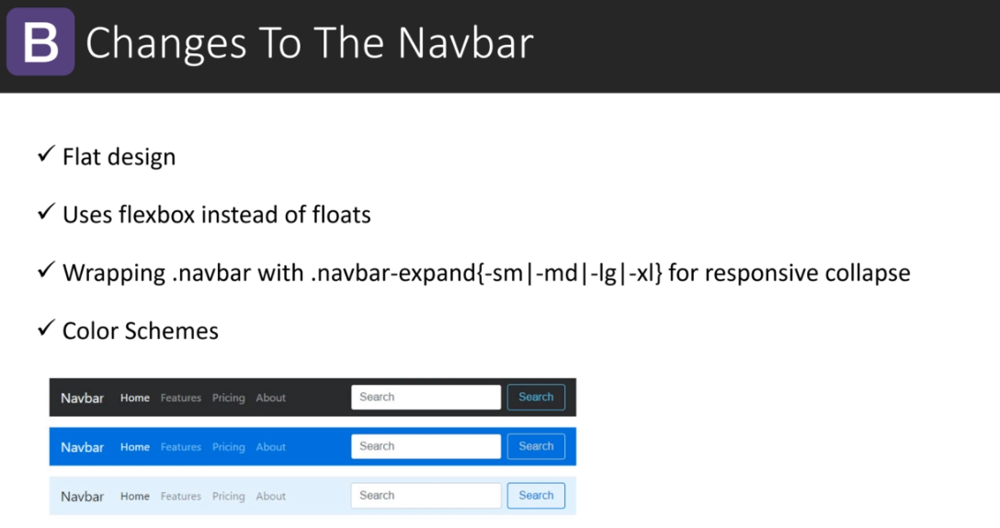 B Changes To The Navbar
✓ Flat design
✓ Uses flexbox instead of floats
✓ Wrapping .navbar with .navbar-expand{-sm|-md|-lg|-xl} for responsive collapse
✓ Color Schemes
Navbar Home Features Pricing About Search Search
Navbar Home Features Pricing About Search Search
Navbar Home Features Pricing About Search Search